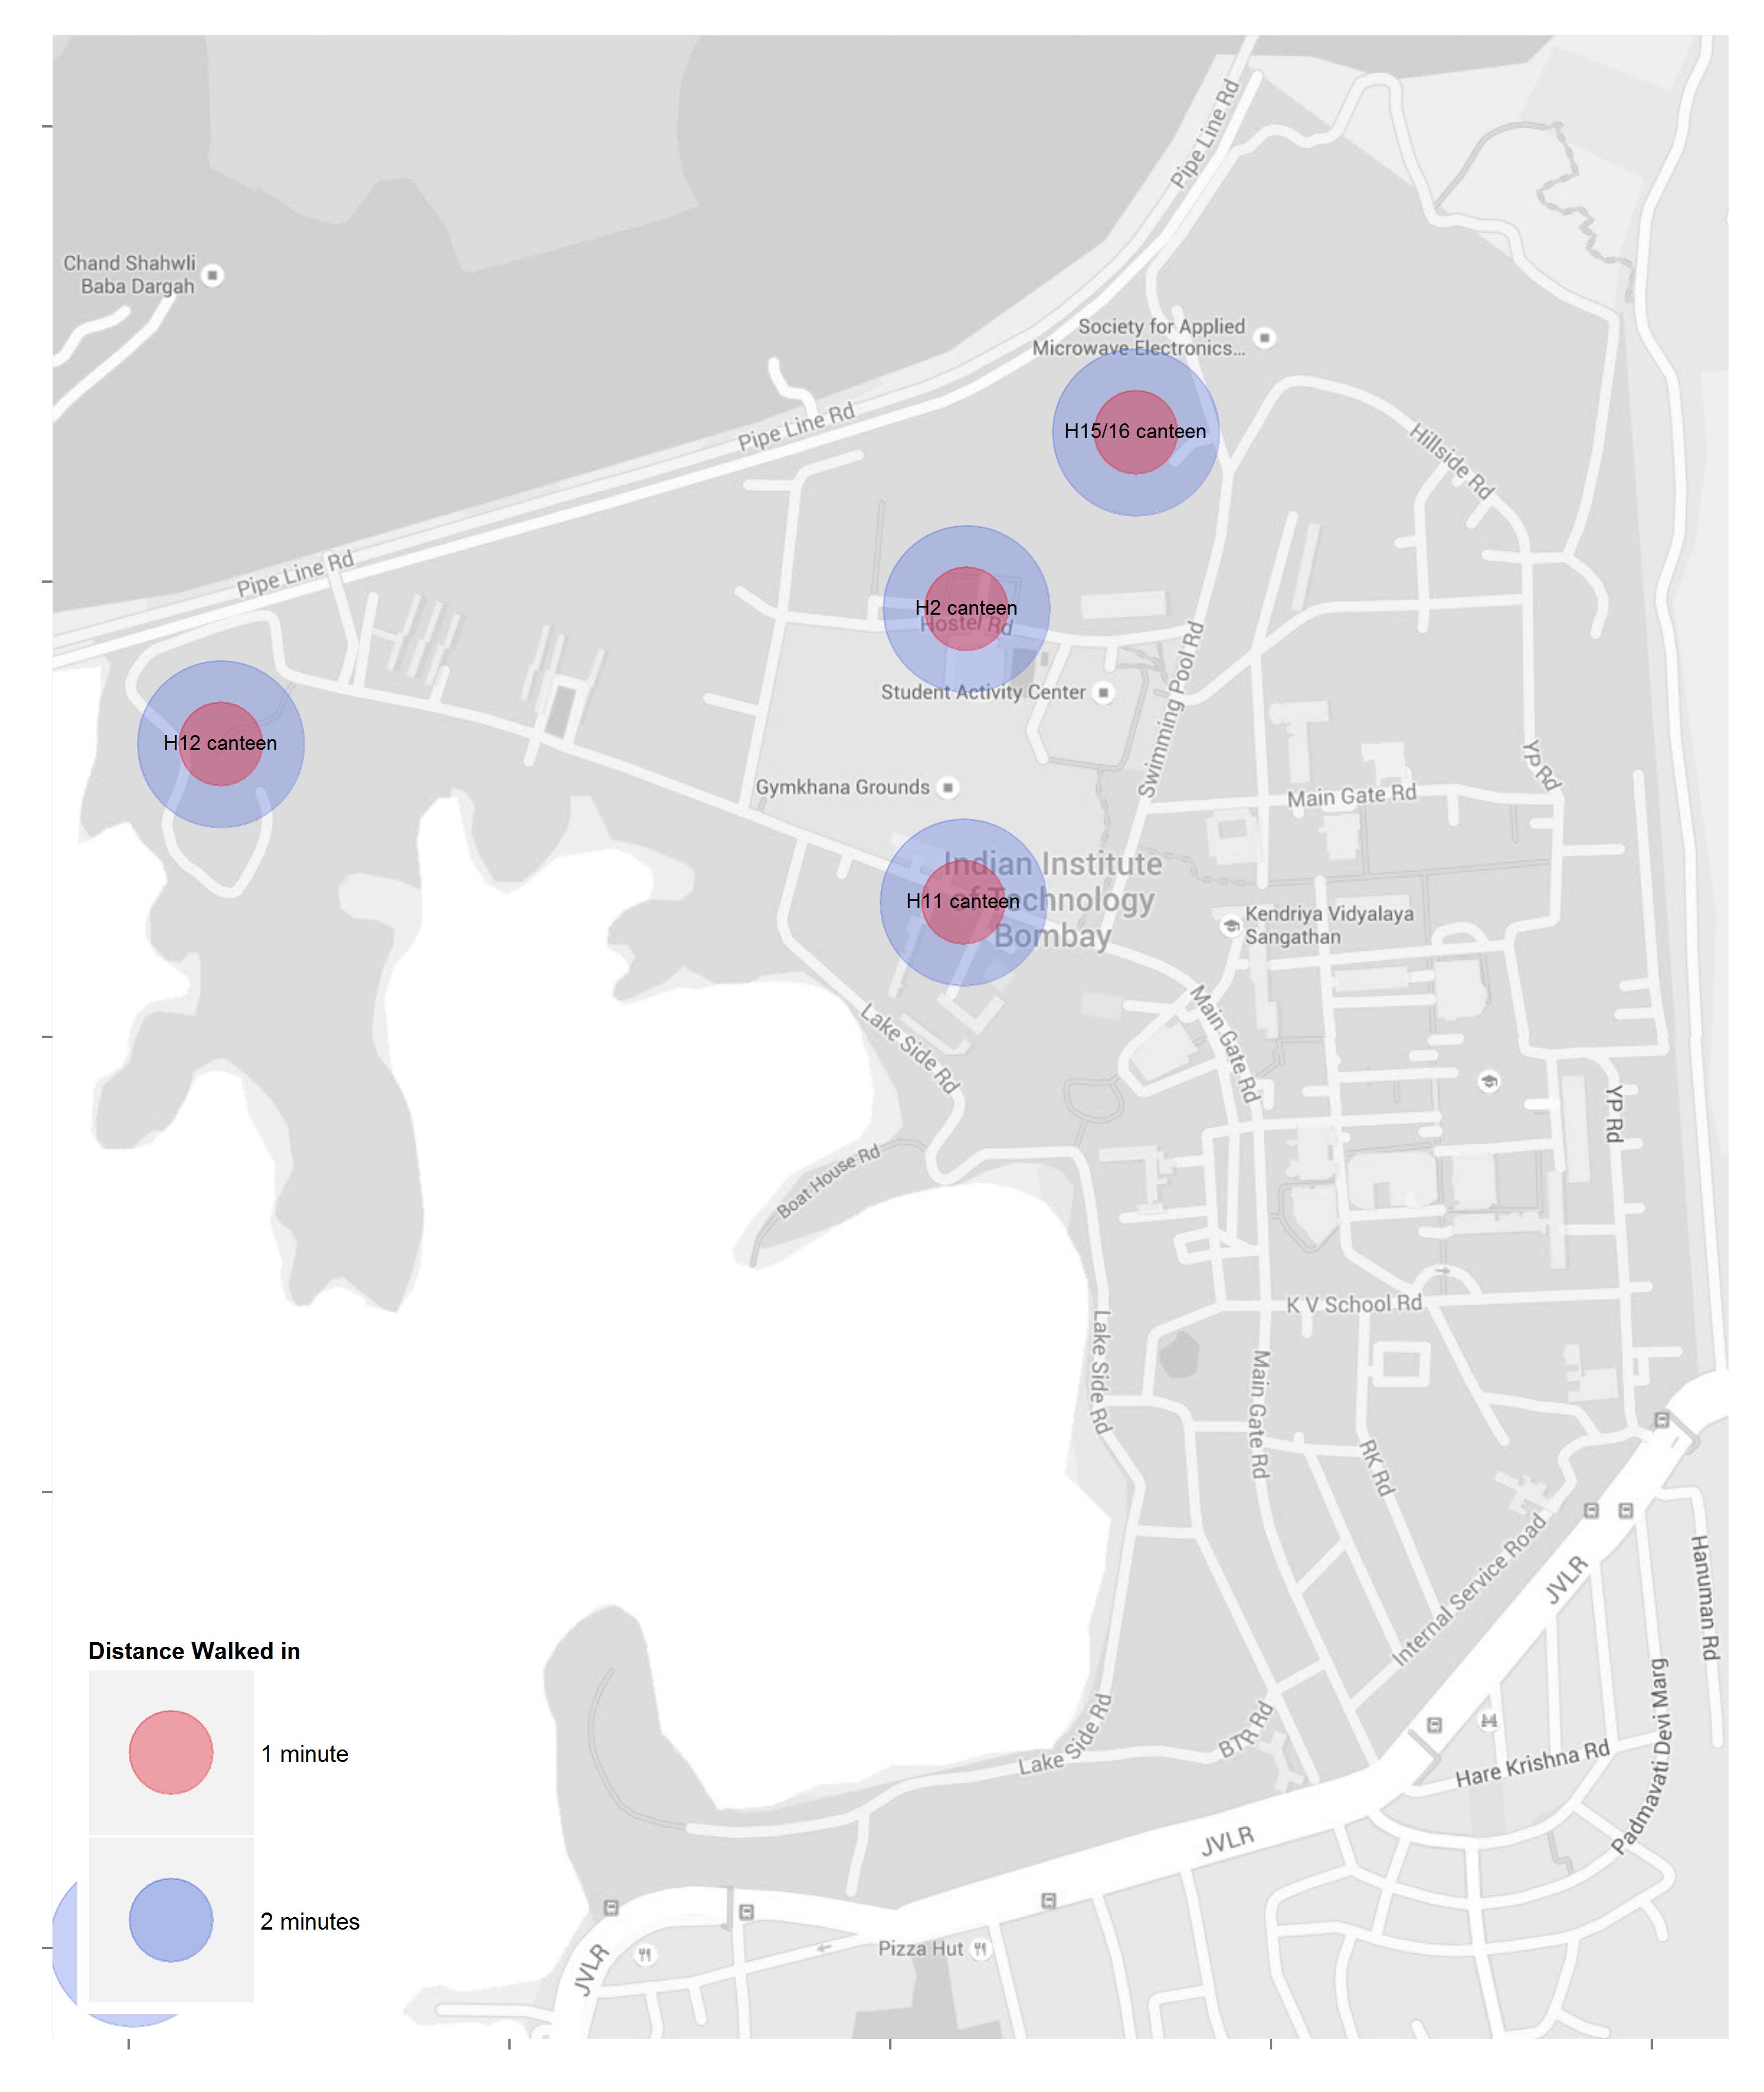 Pipe Line Rd
Chand Shahwli
Baba Dargah
Society for Applied
Microwave Electronics...
Pipe Line Rd
H15/16 canteen
Hillside Rd
Pipe Line Rd
H2 canteen
Hostel Rd
Student Activity Center
Swimming Pool Rd
H12 canteen
YP Rd
Gymkhana Grounds
Main Gate Rd
Indian Institute
of Technology
Bombay
H11 canteen
Kendriya Vidyalaya
Sangathan
Lake Side Rd
Main Gate Rd
YP Rd
Boat House Rd
K V School Rd
Lake Side Rd
Main Gate Rd
RK Rd
Internal Service Road
JVLR
Hanuman Rd
Distance Walked in
1 minute
2 minutes
Lake Side Rd
BTR Rd
Hare Krishna Rd
Padmavati Devi Marg
JVLR
Pizza Hut
JVLR